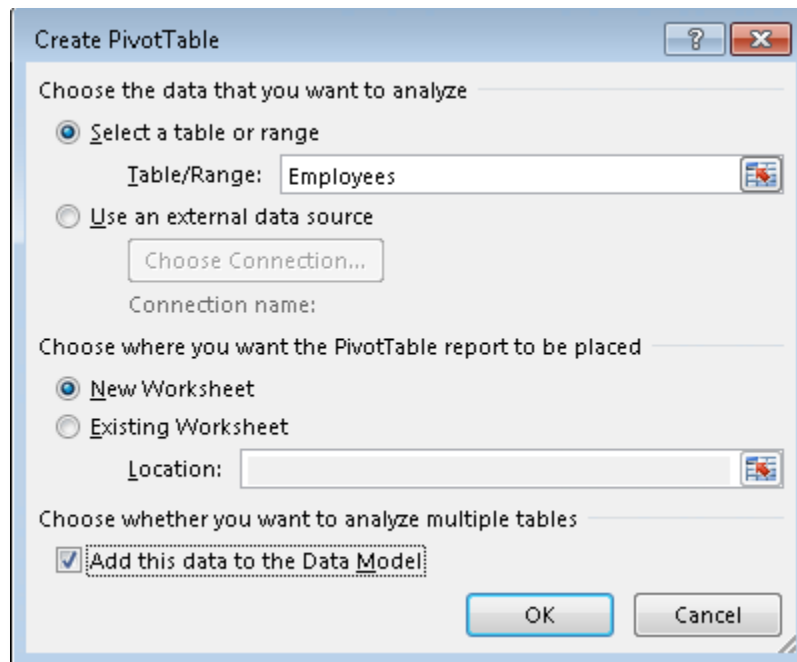 Create PivotTable
?
Choose the data that you want to analyze
Select a table or range
Table/Range: Employees
Use an external data source
Choose Connection...
Connection name:
Choose where you want the PivotTable report to be placed
New Worksheet
Existing Worksheet
Location:
Choose whether you want to analyze multiple tables
Add this data to the Data Model
OK Cancel